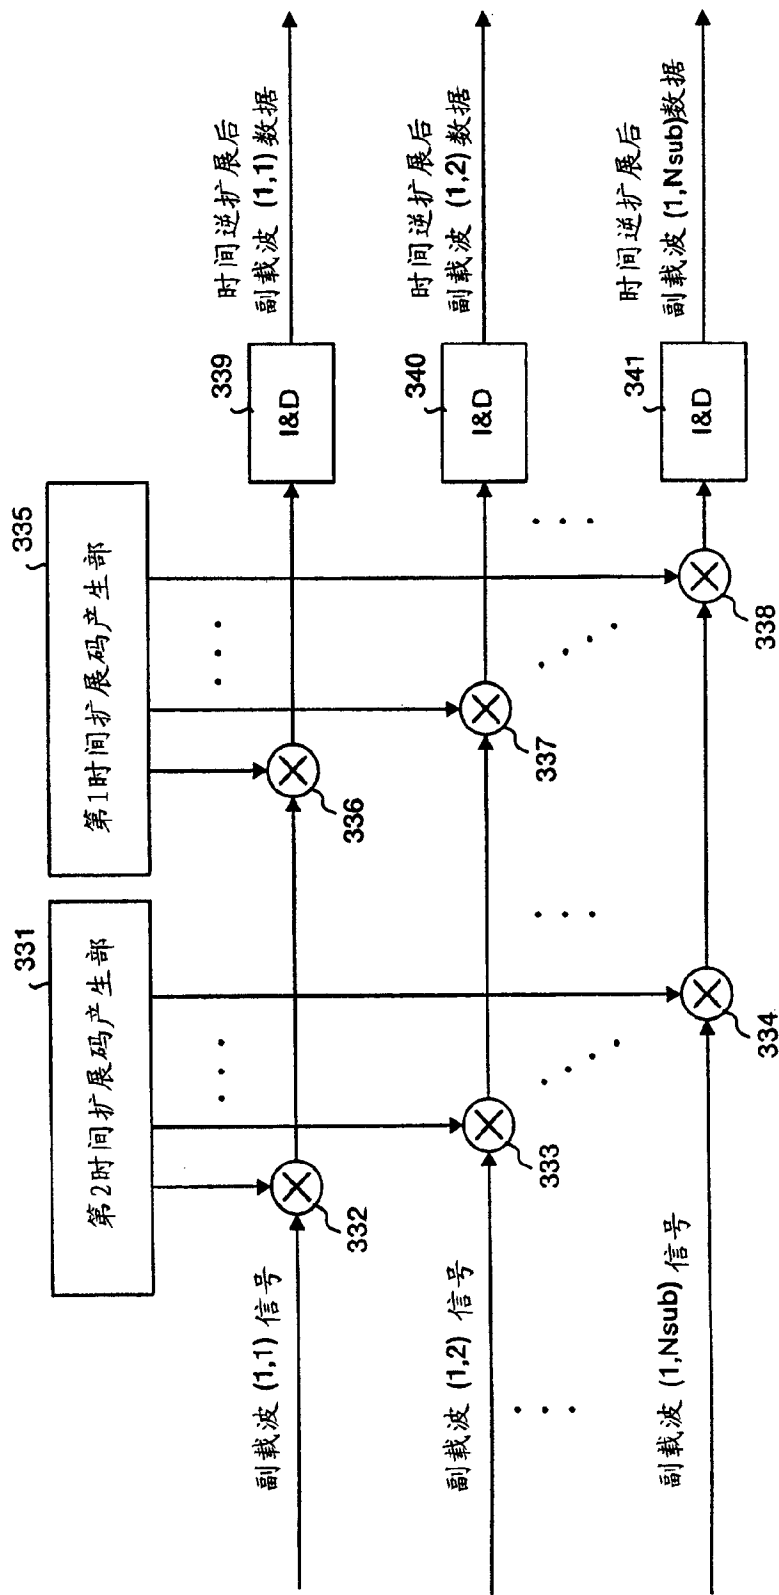 331
第2时间扩展码产生部
335
第1时间扩展码产生部
副载波 (1,1) 信号
332
336
339
I&D
时间逆扩展后
副载波 (1,1) 数据
副载波 (1,2) 信号
333
337
340
I&D
时间逆扩展后
副载波 (1,2) 数据
副载波 (1,Nsub) 信号
334
338
341
I&D
时间逆扩展后
副载波 (1,Nsub)数据